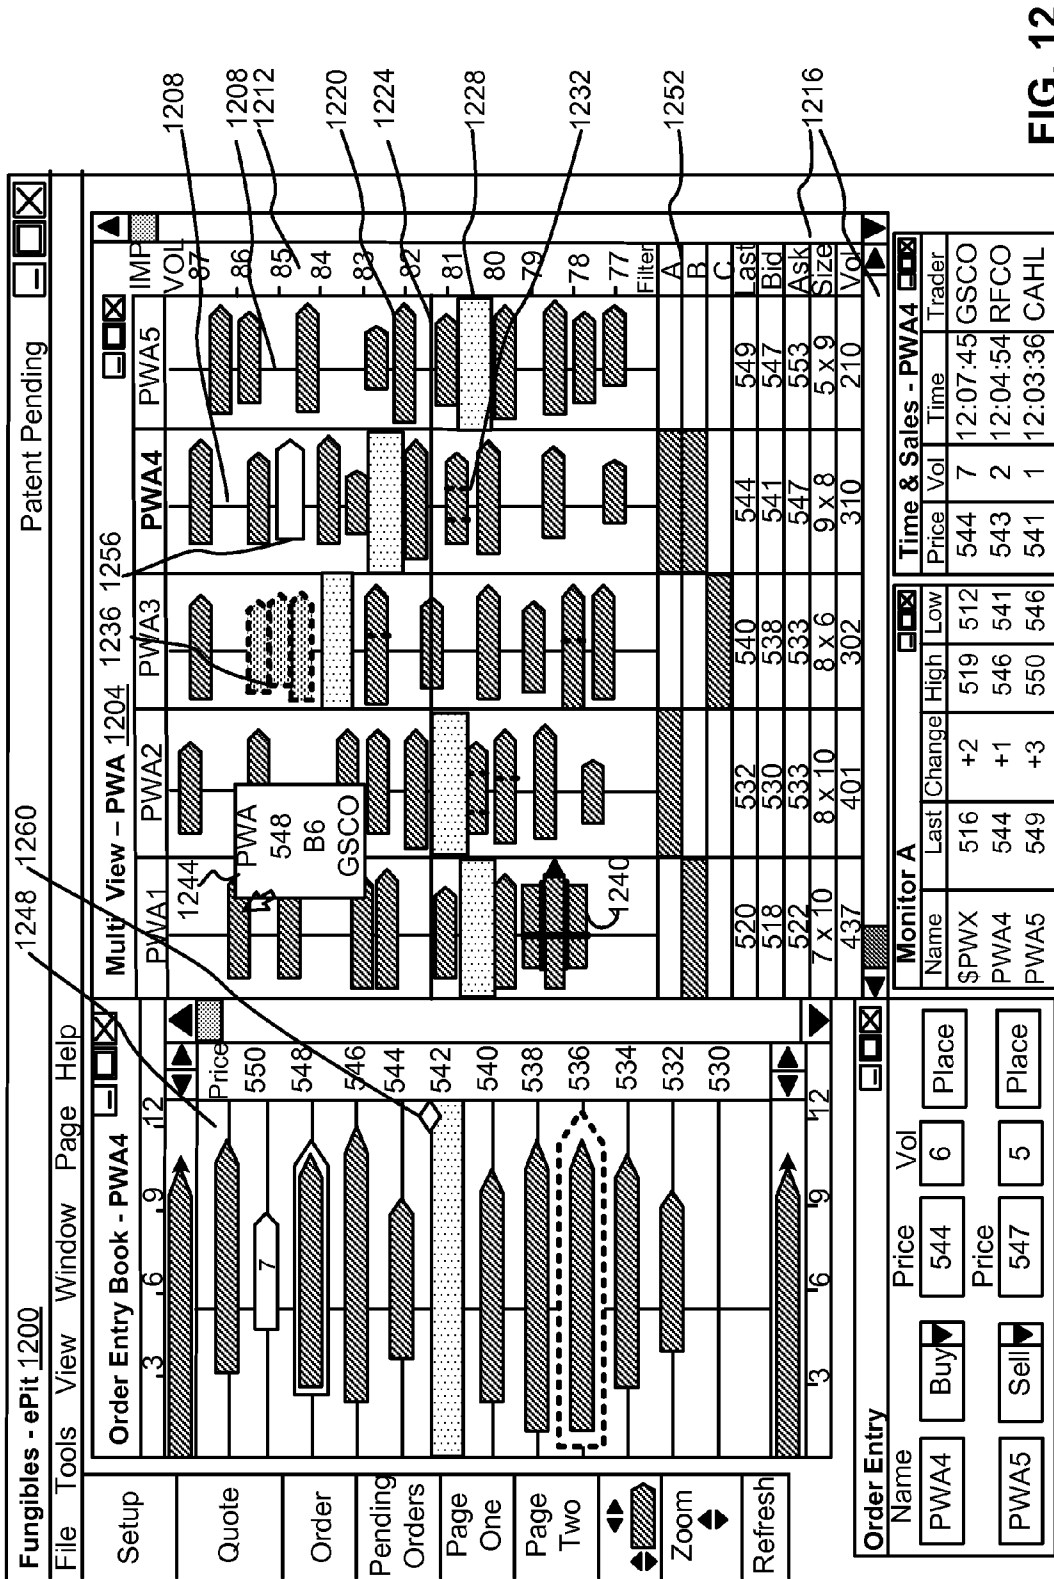 Fungibles - ePit 1200
Patent Pending
File Tools View Window Page Help
Setup
Quote
Order
Pending Orders
Page One
Page Two
Zoom
Refresh
Order Entry Book - PWA4
3 6 9 12
Price
550
548
546
544
542
540
538
536
534
532
530
7
3 6 9 12
Multi View – PWA 1204
PWA1 PWA2 PWA3 PWA4 PWA5
IMP
VOL
87
86
85
84
83
82
81
80
79
78
77
PWA
548
B6
GSCO
Filter
A
B
C
520 532 540 544 549 Last
518 530 538 541 547 Bid
522 533 533 547 553 Ask
7 x 10 8 x 10 8 x 6 9 x 8 5 x 9 Size
437 401 302 310 210 Vol
Order Entry
Name Price Vol
PWA4 Buy 544 6 Place
Price
PWA5 Sell 547 5 Place
Monitor A
Name Last Change High Low
$PWX 516 +2 519 512
PWA4 544 +1 546 541
PWA5 549 +3 550 546
Time & Sales - PWA4
Price Vol Time Trader
544 7 12:07:45 GSCO
543 2 12:04:54 RFCO
541 1 12:03:36 CAHL
1248
1260
1244
1236
1256
1240
1208
1208
1212
1220
1224
1228
1232
1252
1216
FIG. 12